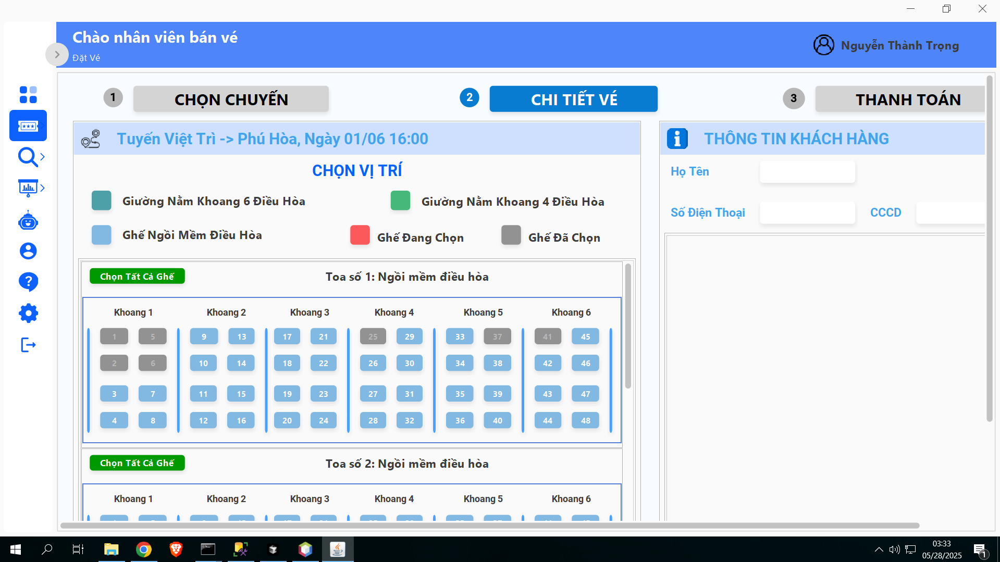 Chào nhân viên bán vé
Đặt Vé
Nguyễn Thành Trọng
1 CHỌN CHUYẾN
2 CHI TIẾT VÉ
3 THANH TOÁN
Tuyến Việt Trì -> Phú Hòa, Ngày 01/06 16:00
CHỌN VỊ TRÍ
Giường Nằm Khoang 6 Điều Hòa
Giường Nằm Khoang 4 Điều Hòa
Ghế Ngồi Mềm Điều Hòa
Ghế Đang Chọn
Ghế Đã Chọn
Chọn Tất Cả Ghế
Toa số 1: Ngồi mềm điều hòa
Khoang 1 Khoang 2 Khoang 3 Khoang 4 Khoang 5 Khoang 6
1 5 9 13 17 21 25 29 33 37 41 45
2 6 10 14 18 22 26 30 34 38 42 46
3 7 11 15 19 23 27 31 35 39 43 47
4 8 12 16 20 24 28 32 36 40 44 48
Chọn Tất Cả Ghế
Toa số 2: Ngồi mềm điều hòa
Khoang 1 Khoang 2 Khoang 3 Khoang 4 Khoang 5 Khoang 6
THÔNG TIN KHÁCH HÀNG
Họ Tên
Số Điện Thoại
CCCD
03:33
05/28/2025
1